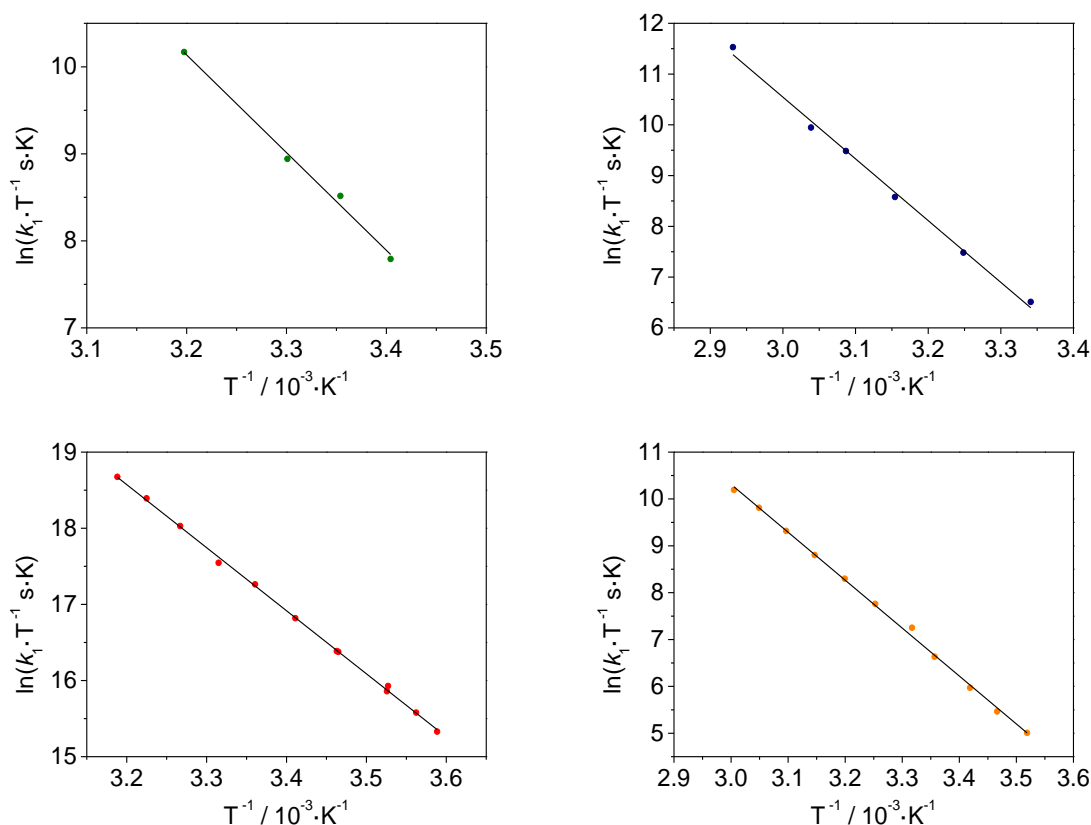 10
9
8
7
ln(k₁·T⁻¹ s·K)
3.1 3.2 3.3 3.4 3.5
T⁻¹ / 10⁻³·K⁻¹
12
11
10
9
8
7
6
ln(k₁·T⁻¹ s·K)
2.9 3.0 3.1 3.2 3.3 3.4
T⁻¹ / 10⁻³·K⁻¹
19
18
17
16
15
ln(k₁·T⁻¹ s·K)
3.2 3.3 3.4 3.5 3.6
T⁻¹ / 10⁻³·K⁻¹
11
10
9
8
7
6
5
ln(k₁·T⁻¹ s·K)
2.9 3.0 3.1 3.2 3.3 3.4 3.5 3.6
T⁻¹ / 10⁻³·K⁻¹